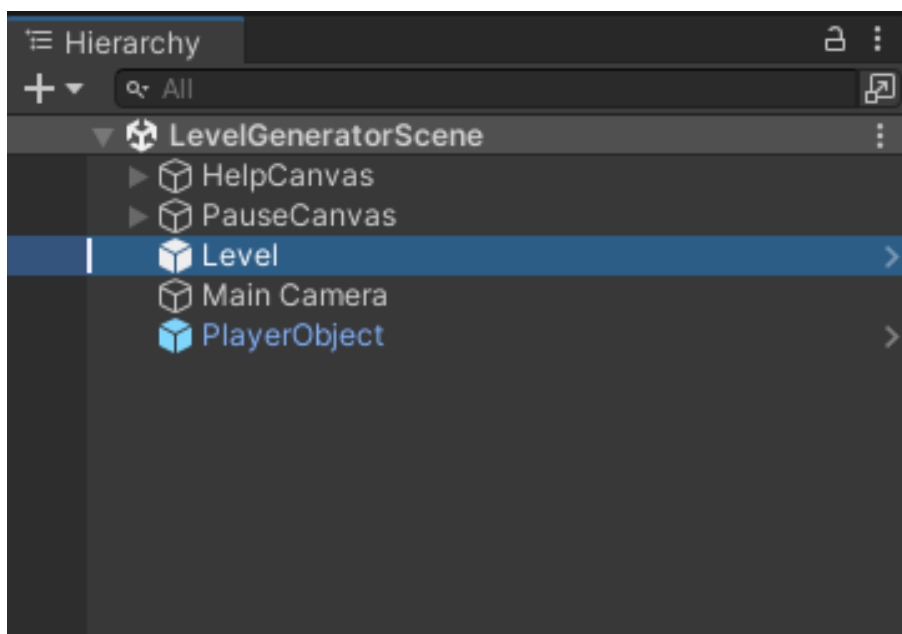 Hierarchy
All
LevelGeneratorScene
HelpCanvas
PauseCanvas
Level
Main Camera
PlayerObject